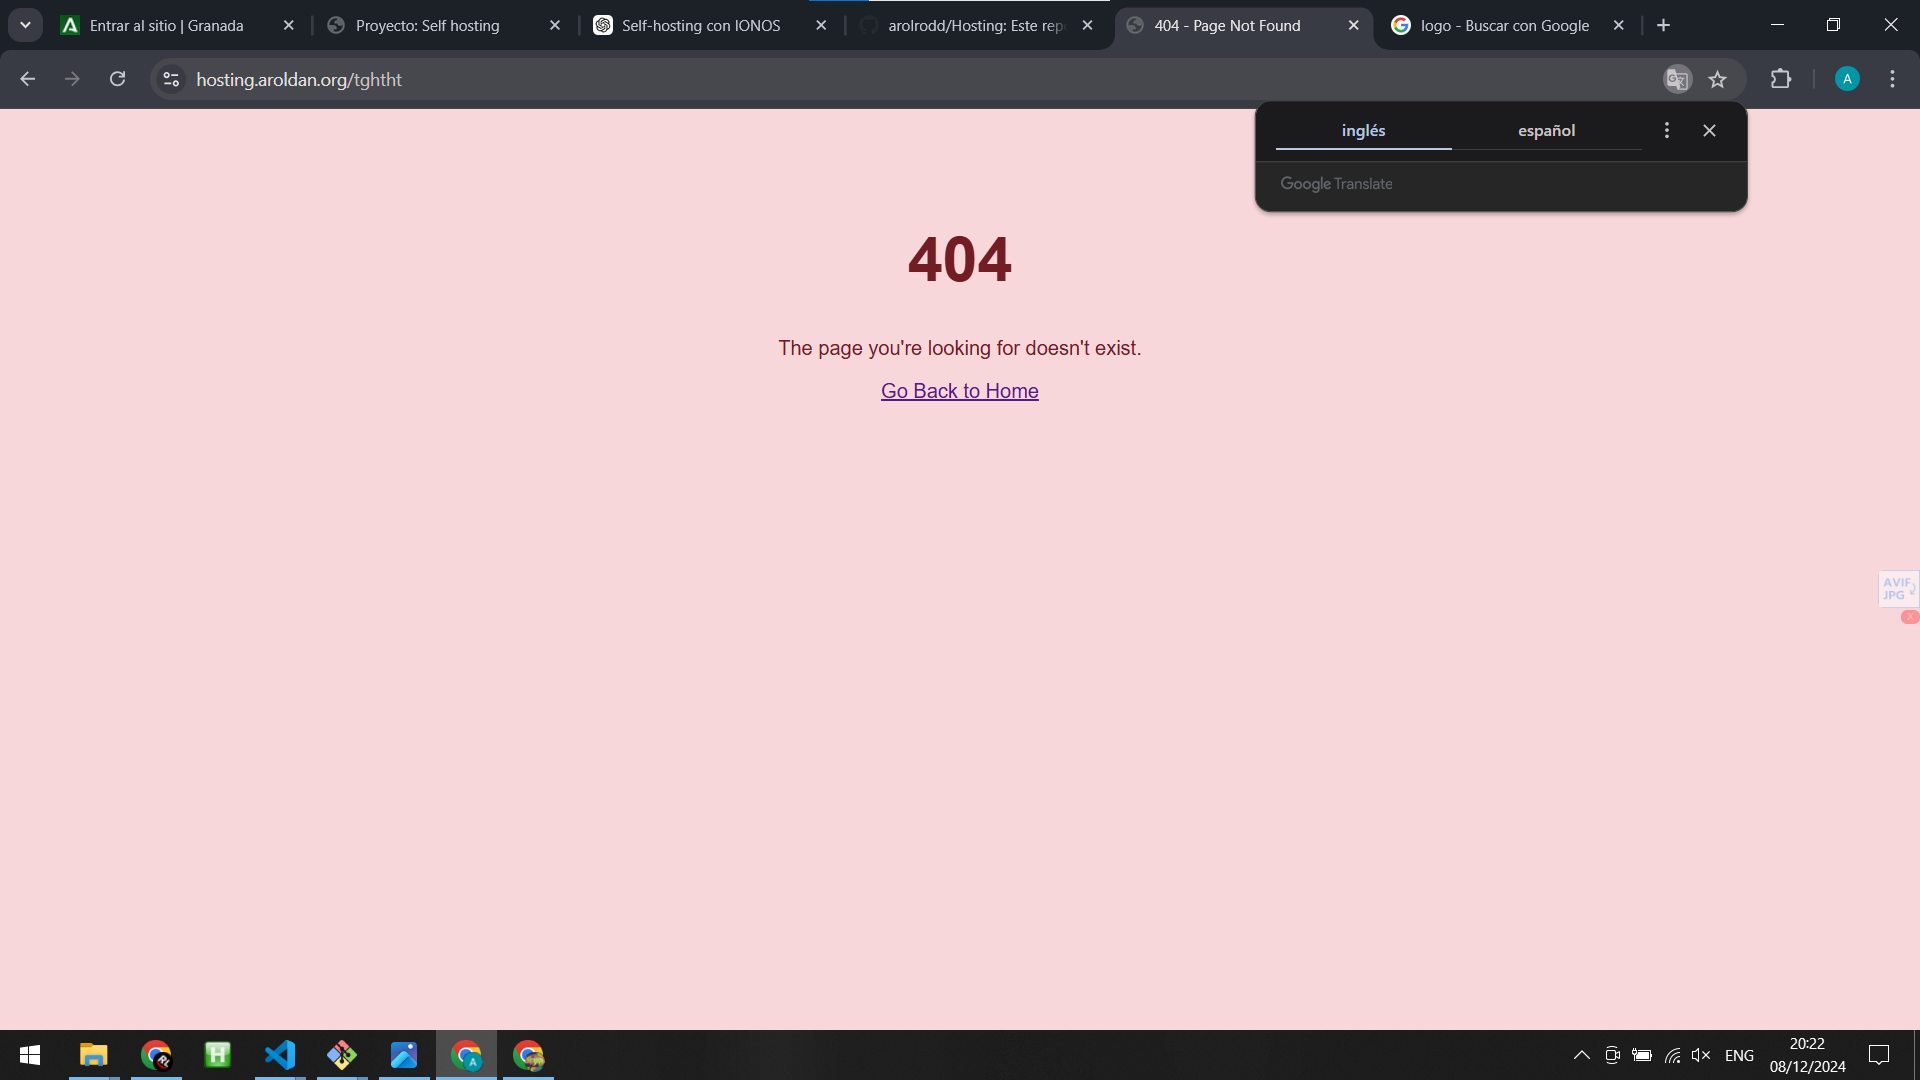 Entrar al sitio | Granada
Proyecto: Self hosting
Self-hosting con IONOS
arolrodd/Hosting: Este rep
404 - Page Not Found
logo - Buscar con Google
hosting.aroldan.org/tghtht
A
inglés
español
Google Translate
404
The page you're looking for doesn't exist.
Go Back to Home
AVIF
JPG
X
ENG
20:22
08/12/2024